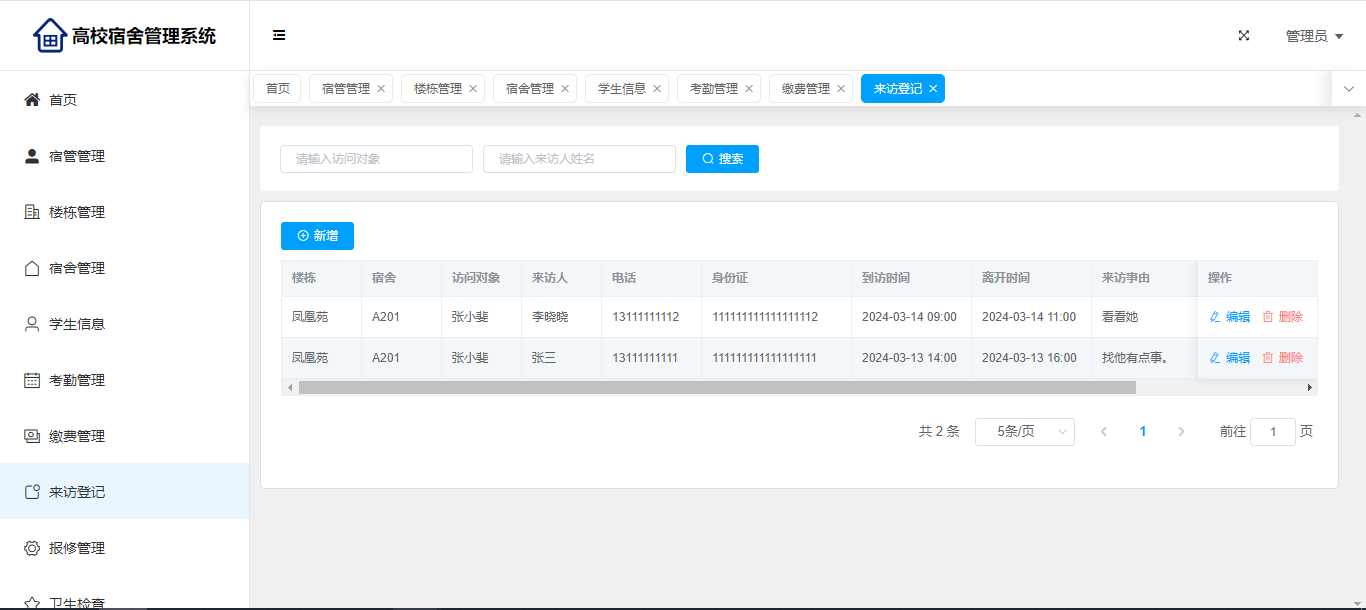 高校宿舍管理系统
管理员
首页 宿管管理 楼栋管理 宿舍管理 学生信息 考勤管理 缴费管理 来访登记
首页
宿管管理
楼栋管理
宿舍管理
学生信息
考勤管理
缴费管理
来访登记
报修管理
卫生检查
请输入访问对象 请输入来访人姓名 搜索
新增
楼栋 宿舍 访问对象 来访人 电话 身份证 到访时间 离开时间 来访事由 操作
凤凰苑 A201 张小斐 李晓晓 13111111112 111111111111111112 2024-03-14 09:00 2024-03-14 11:00 看看她 编辑 删除
凤凰苑 A201 张小斐 张三 13111111111 111111111111111111 2024-03-13 14:00 2024-03-13 16:00 找他有点事。 编辑 删除
共 2 条 5条/页 1 前往 1 页